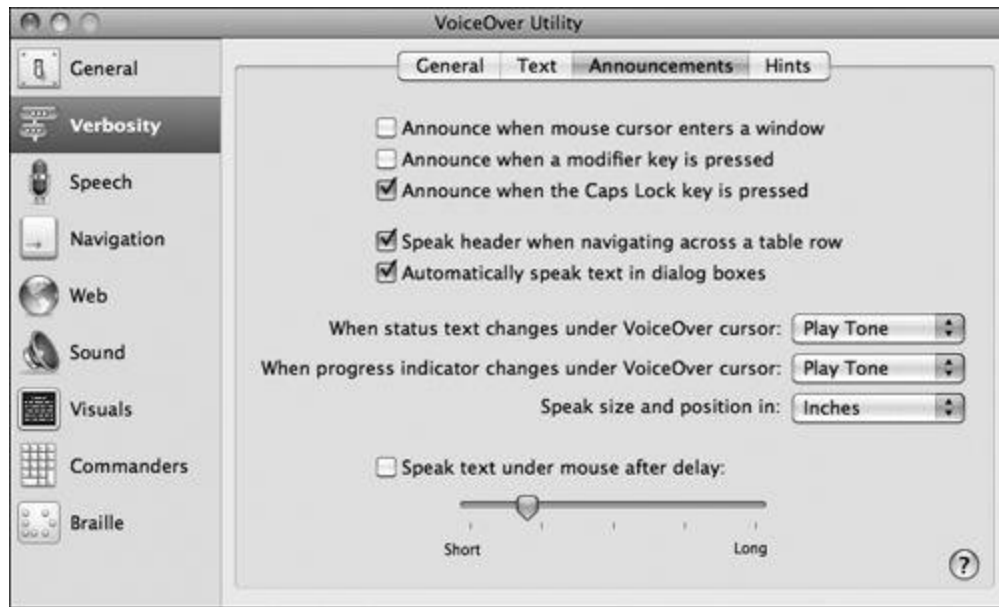 VoiceOver Utility
General
Verbosity
Speech
Navigation
Web
Sound
Visuals
Commanders
Braille
General Text Announcements Hints
Announce when mouse cursor enters a window
Announce when a modifier key is pressed
Announce when the Caps Lock key is pressed
Speak header when navigating across a table row
Automatically speak text in dialog boxes
When status text changes under VoiceOver cursor: Play Tone
When progress indicator changes under VoiceOver cursor: Play Tone
Speak size and position in: Inches
Speak text under mouse after delay:
Short Long
?